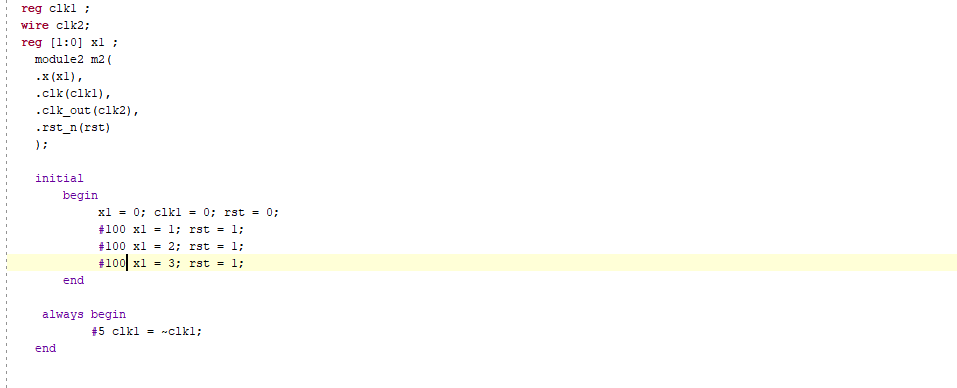 reg clk1 ;
wire clk2;
reg [1:0] x1 ;
module2 m2(
.x(x1),
.clk(clk1),
.clk_out(clk2),
.rst_n(rst)
);
initial
begin
x1 = 0; clk1 = 0; rst = 0;
#100 x1 = 1; rst = 1;
#100 x1 = 2; rst = 1;
#100 x1 = 3; rst = 1;
end
always begin
#5 clk1 = ~clk1;
end